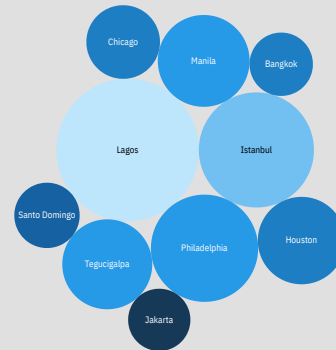 Chicago
Manila
Bangkok
Lagos
Istanbul
Santo Domingo
Philadelphia
Houston
Tegucigalpa
Jakarta